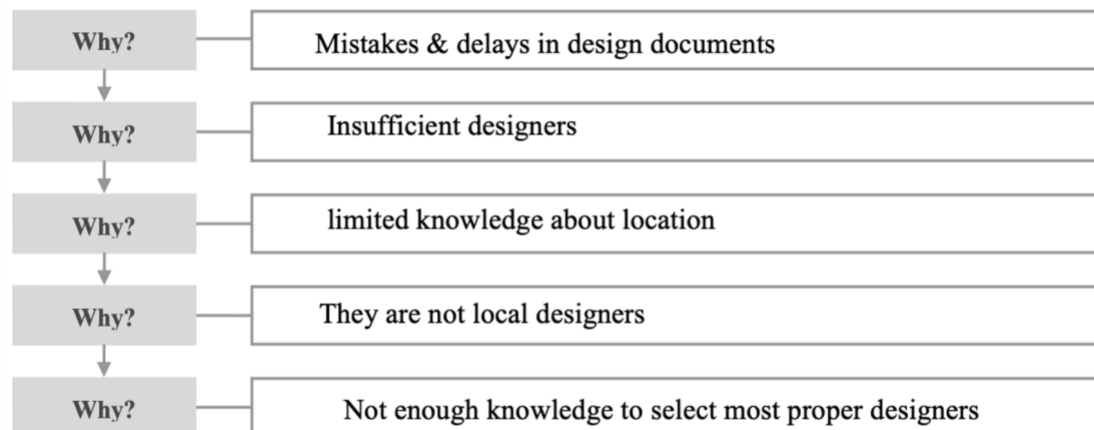 Why?
Mistakes & delays in design documents
Why?
Insufficient designers
Why?
limited knowledge about location
Why?
They are not local designers
Why?
Not enough knowledge to select most proper designers